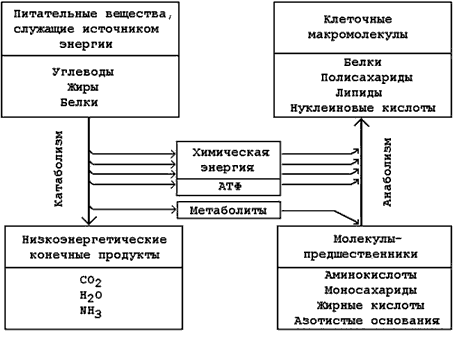 Питательные вещества,
служащие источником
энергии
Углеводы
Жиры
Белки
Клеточные
макромолекулы
Белки
Полисахариды
Липиды
Нуклеиновые кислоты
Катаболизм
Химическая
энергия
АТФ
Метаболиты
Анаболизм
Низкоэнергетические
конечные продукты
CO2
H2O
NH3
Молекулы-
предшественники
Аминокислоты
Моносахариды
Жирные кислоты
Азотистые основания